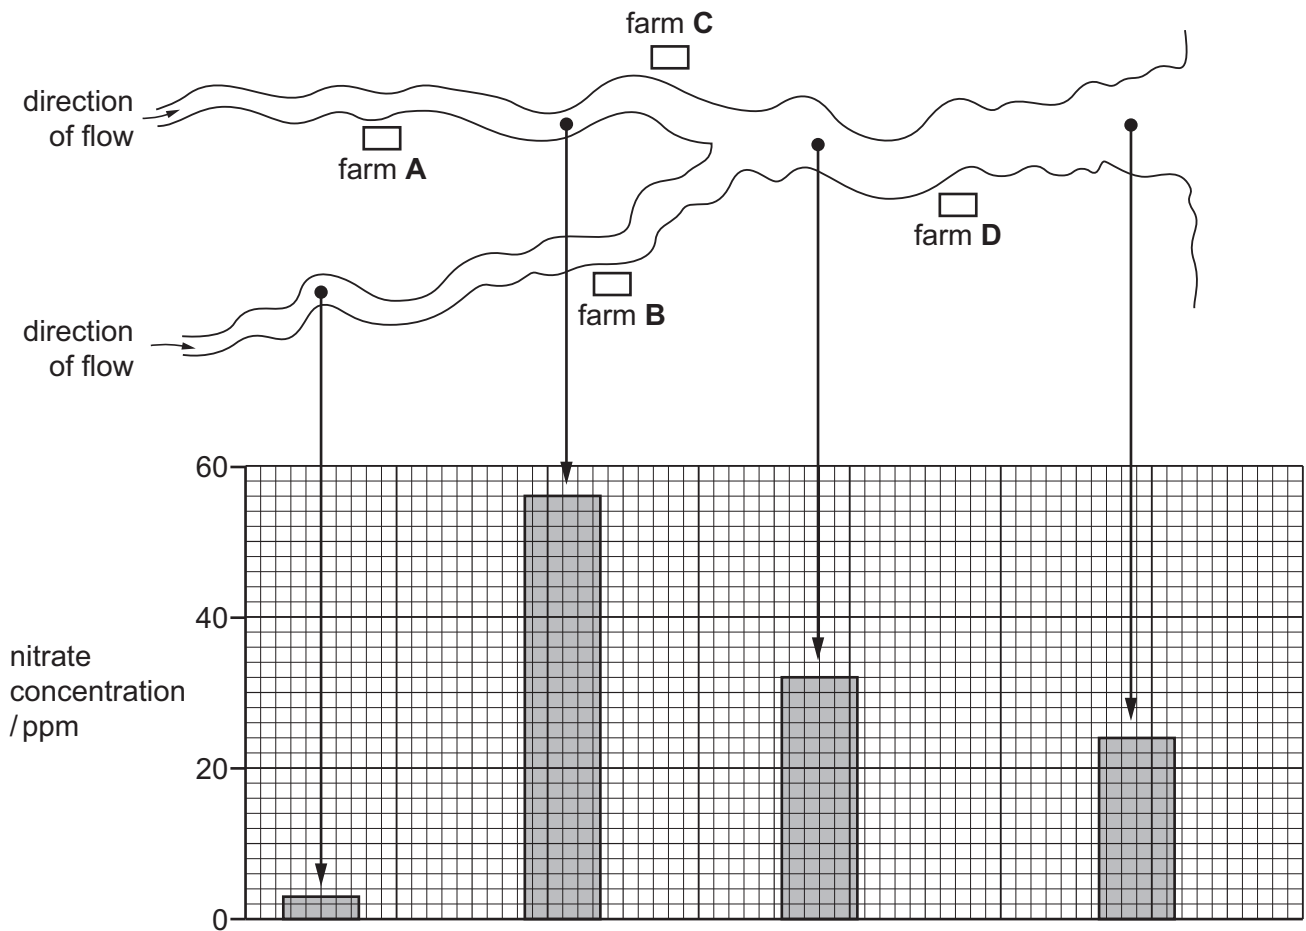 farm C
direction
of flow
farm A
farm D
farm B
direction
of flow
60
40
nitrate
concentration
/ ppm
20
0